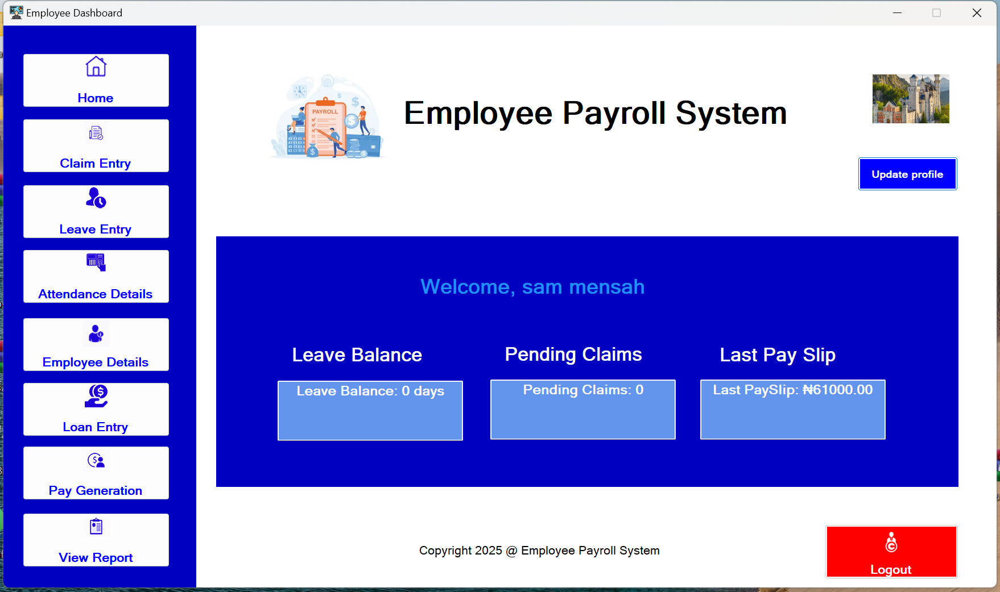 Employee Dashboard
Home
Claim Entry
Leave Entry
Attendance Details
Employee Details
Loan Entry
Pay Generation
View Report
PAYROLL
Employee Payroll System
Update profile
Welcome, sam mensah
Leave Balance
Pending Claims
Last Pay Slip
Leave Balance: 0 days
Pending Claims: 0
Last PaySlip: ₦61000.00
Copyright 2025 @ Employee Payroll System
Logout